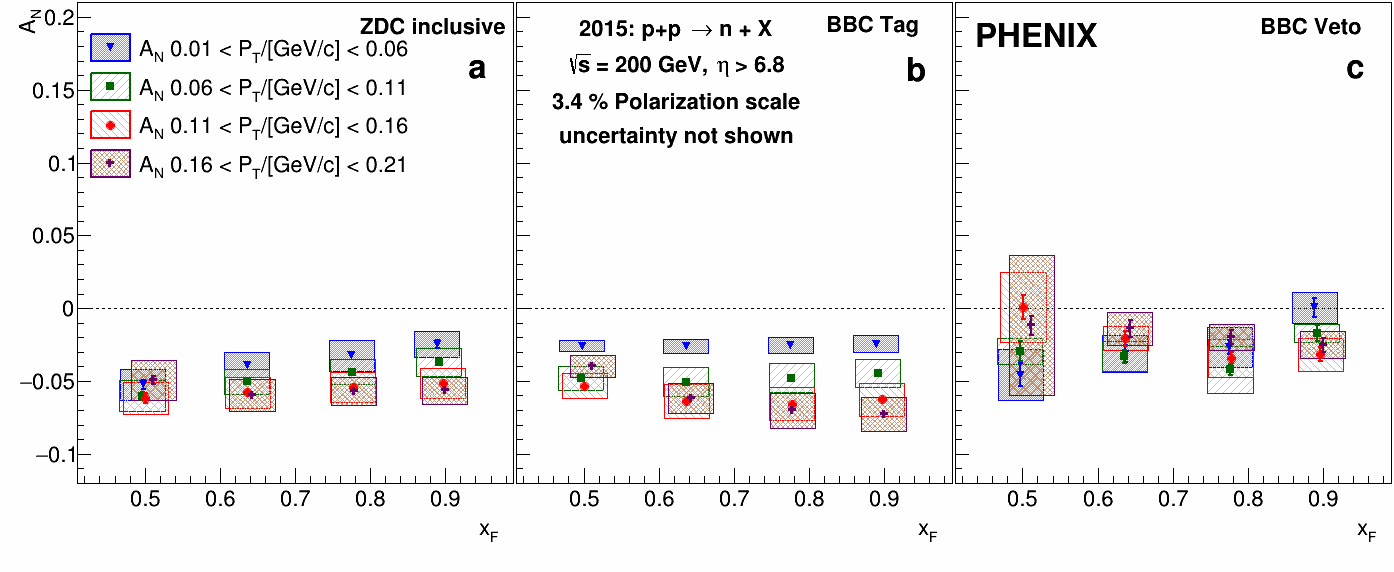 A_N
0.2
0.15
0.1
0.05
0
−0.05
−0.1
ZDC inclusive
a
A_N 0.01 < P_T/[GeV/c] < 0.06
A_N 0.06 < P_T/[GeV/c] < 0.11
A_N 0.11 < P_T/[GeV/c] < 0.16
A_N 0.16 < P_T/[GeV/c] < 0.21
0.5 0.6 0.7 0.8 0.9
x_F
2015: p+p → n + X
BBC Tag
√s = 200 GeV, η > 6.8
b
3.4 % Polarization scale
uncertainty not shown
0.5 0.6 0.7 0.8 0.9
x_F
PHENIX
BBC Veto
c
0.5 0.6 0.7 0.8 0.9
x_F